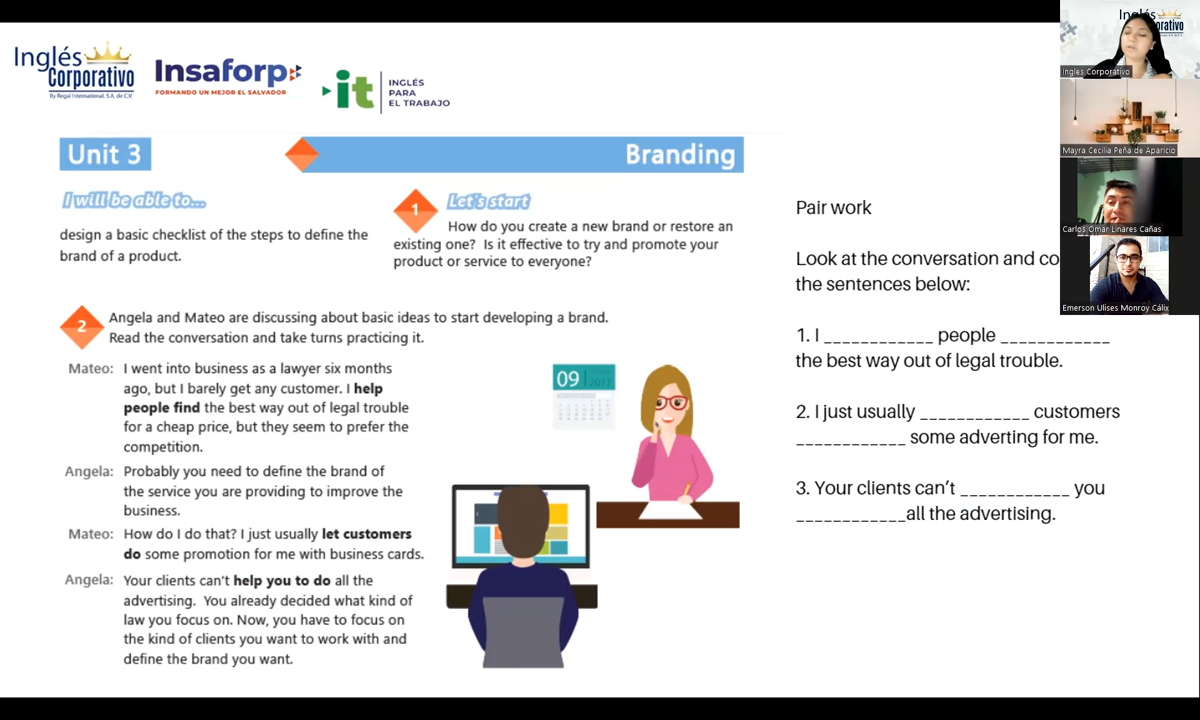 Inglés
Corporativo
By Regal International, S.A. de C.V.
Insaforp
FORMANDO UN MEJOR EL SALVADOR
it
INGLÉS
PARA
EL TRABAJO
Unit 3
Branding
I will be able to...
design a basic checklist of the steps to define the
brand of a product.
1
Let's start
How do you create a new brand or restore an
existing one? Is it effective to try and promote your
product or service to everyone?
2
Angela and Mateo are discussing about basic ideas to start developing a brand.
Read the conversation and take turns practicing it.
Mateo: I went into business as a lawyer six months
ago, but I barely get any customer. I help
people find the best way out of legal trouble
for a cheap price, but they seem to prefer the
competition.
Angela: Probably you need to define the brand of
the service you are providing to improve the
business.
Mateo: How do I do that? I just usually let customers
do some promotion for me with business cards.
Angela: Your clients can't help you to do all the
advertising. You already decided what kind of
law you focus on. Now, you have to focus on
the kind of clients you want to work with and
define the brand you want.
09
2017
Pair work
Look at the conversation and co
the sentences below:
1. I ____________ people ____________
the best way out of legal trouble.
2. I just usually ____________ customers
____________ some adverting for me.
3. Your clients can't ____________ you
____________all the advertising.
Inglés Corporativo
Mayra Cecilia Peña de Aparicio
Carlos Omar Linares Cañas
Emerson Ulises Monroy Cálix